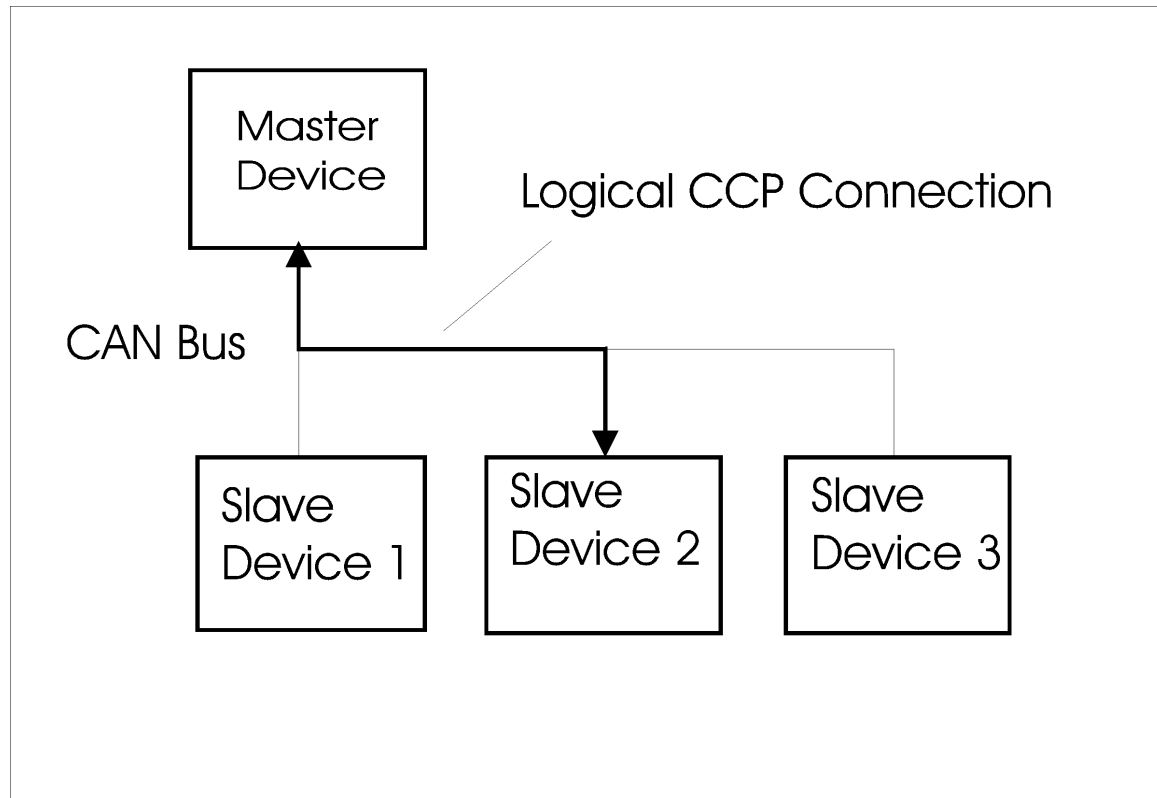 Master
Device
Logical CCP Connection
CAN Bus
Slave
Device 1
Slave
Device 2
Slave
Device 3